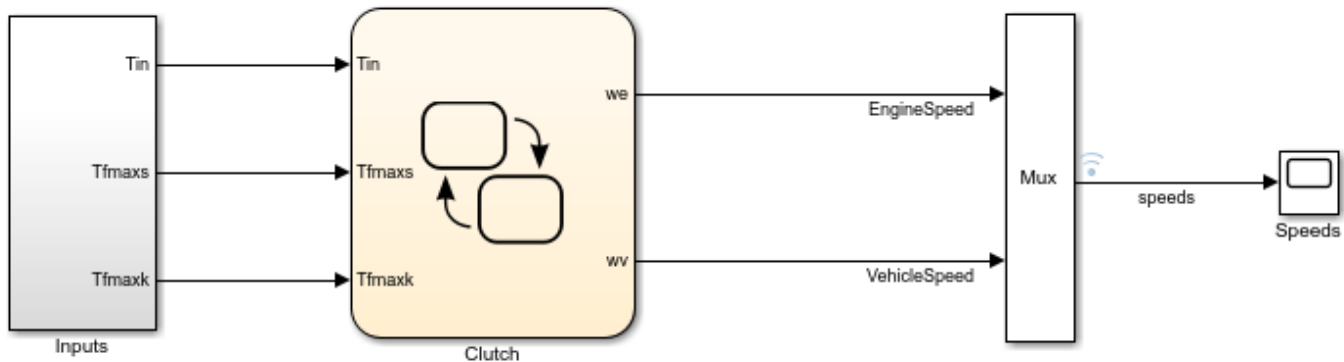 Tin
Tfmaxs
Tfmaxk
Inputs
Tin
Tfmaxs
Tfmaxk
we
wv
Clutch
EngineSpeed
VehicleSpeed
Mux
speeds
Speeds